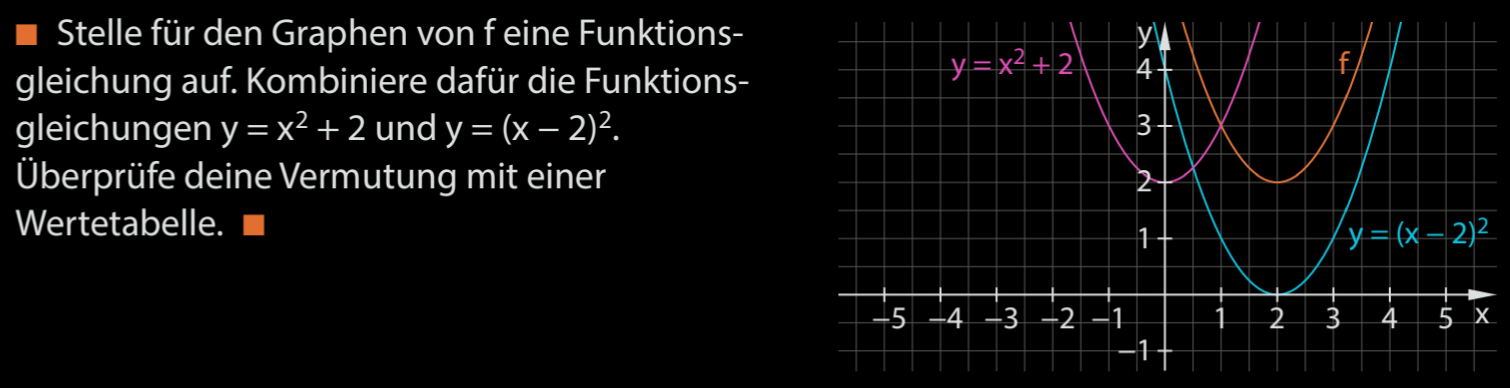 Stelle für den Graphen von f eine Funktions-
gleichung auf. Kombiniere dafür die Funktions-
gleichungen y = x² + 2 und y = (x – 2)².
Überprüfe deine Vermutung mit einer
Wertetabelle.
y
y = x² + 2
f
4
3
2
1
y = (x – 2)²
–5 –4 –3 –2 –1 1 2 3 4 5 x
–1